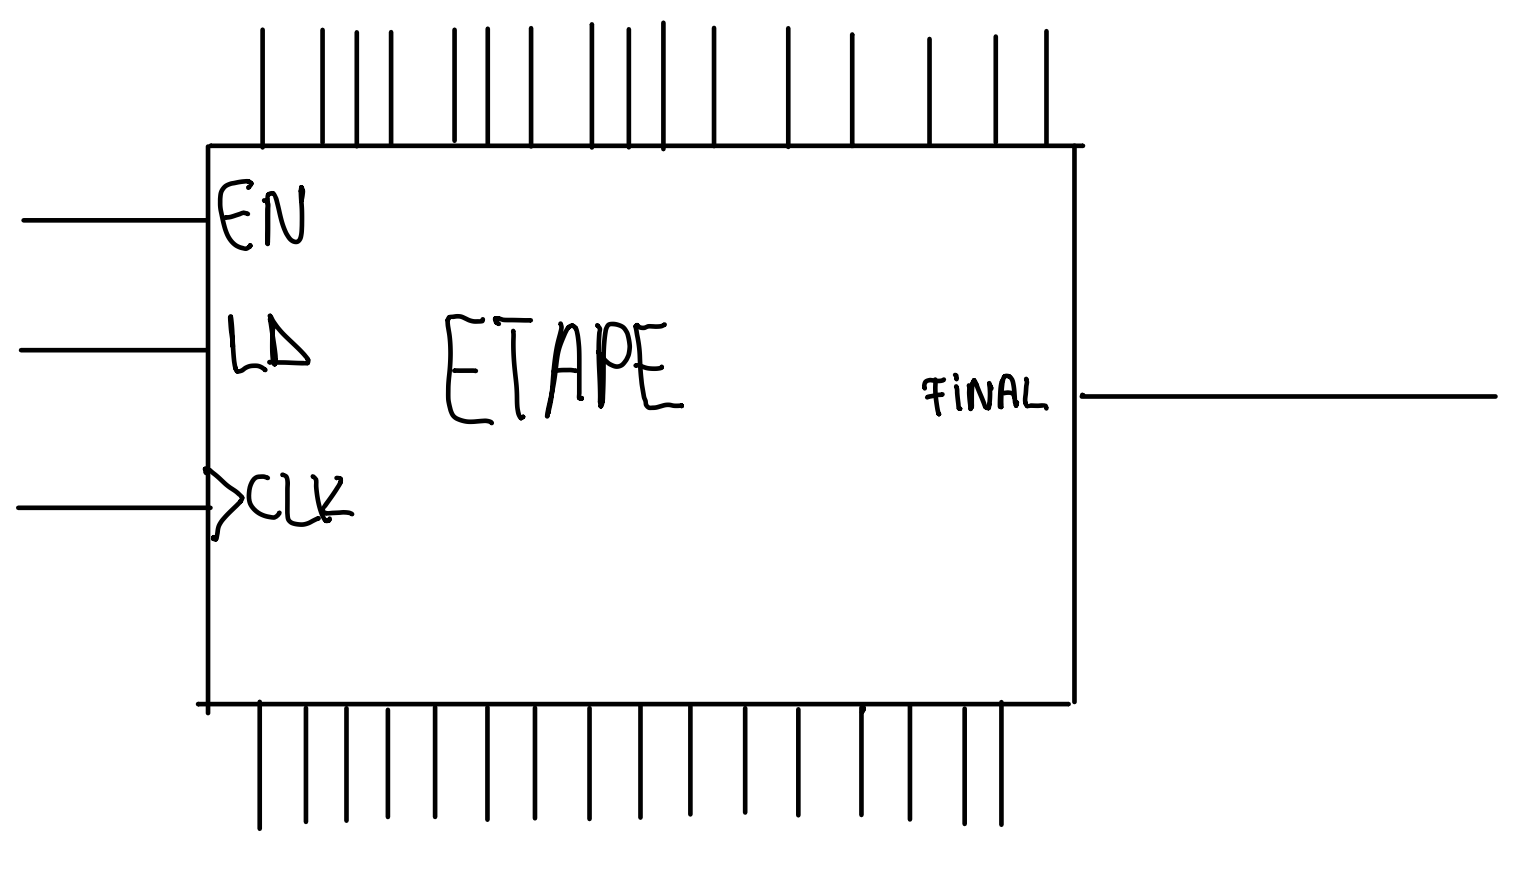 EN
LD
ETAPE
FiNAL
CLK